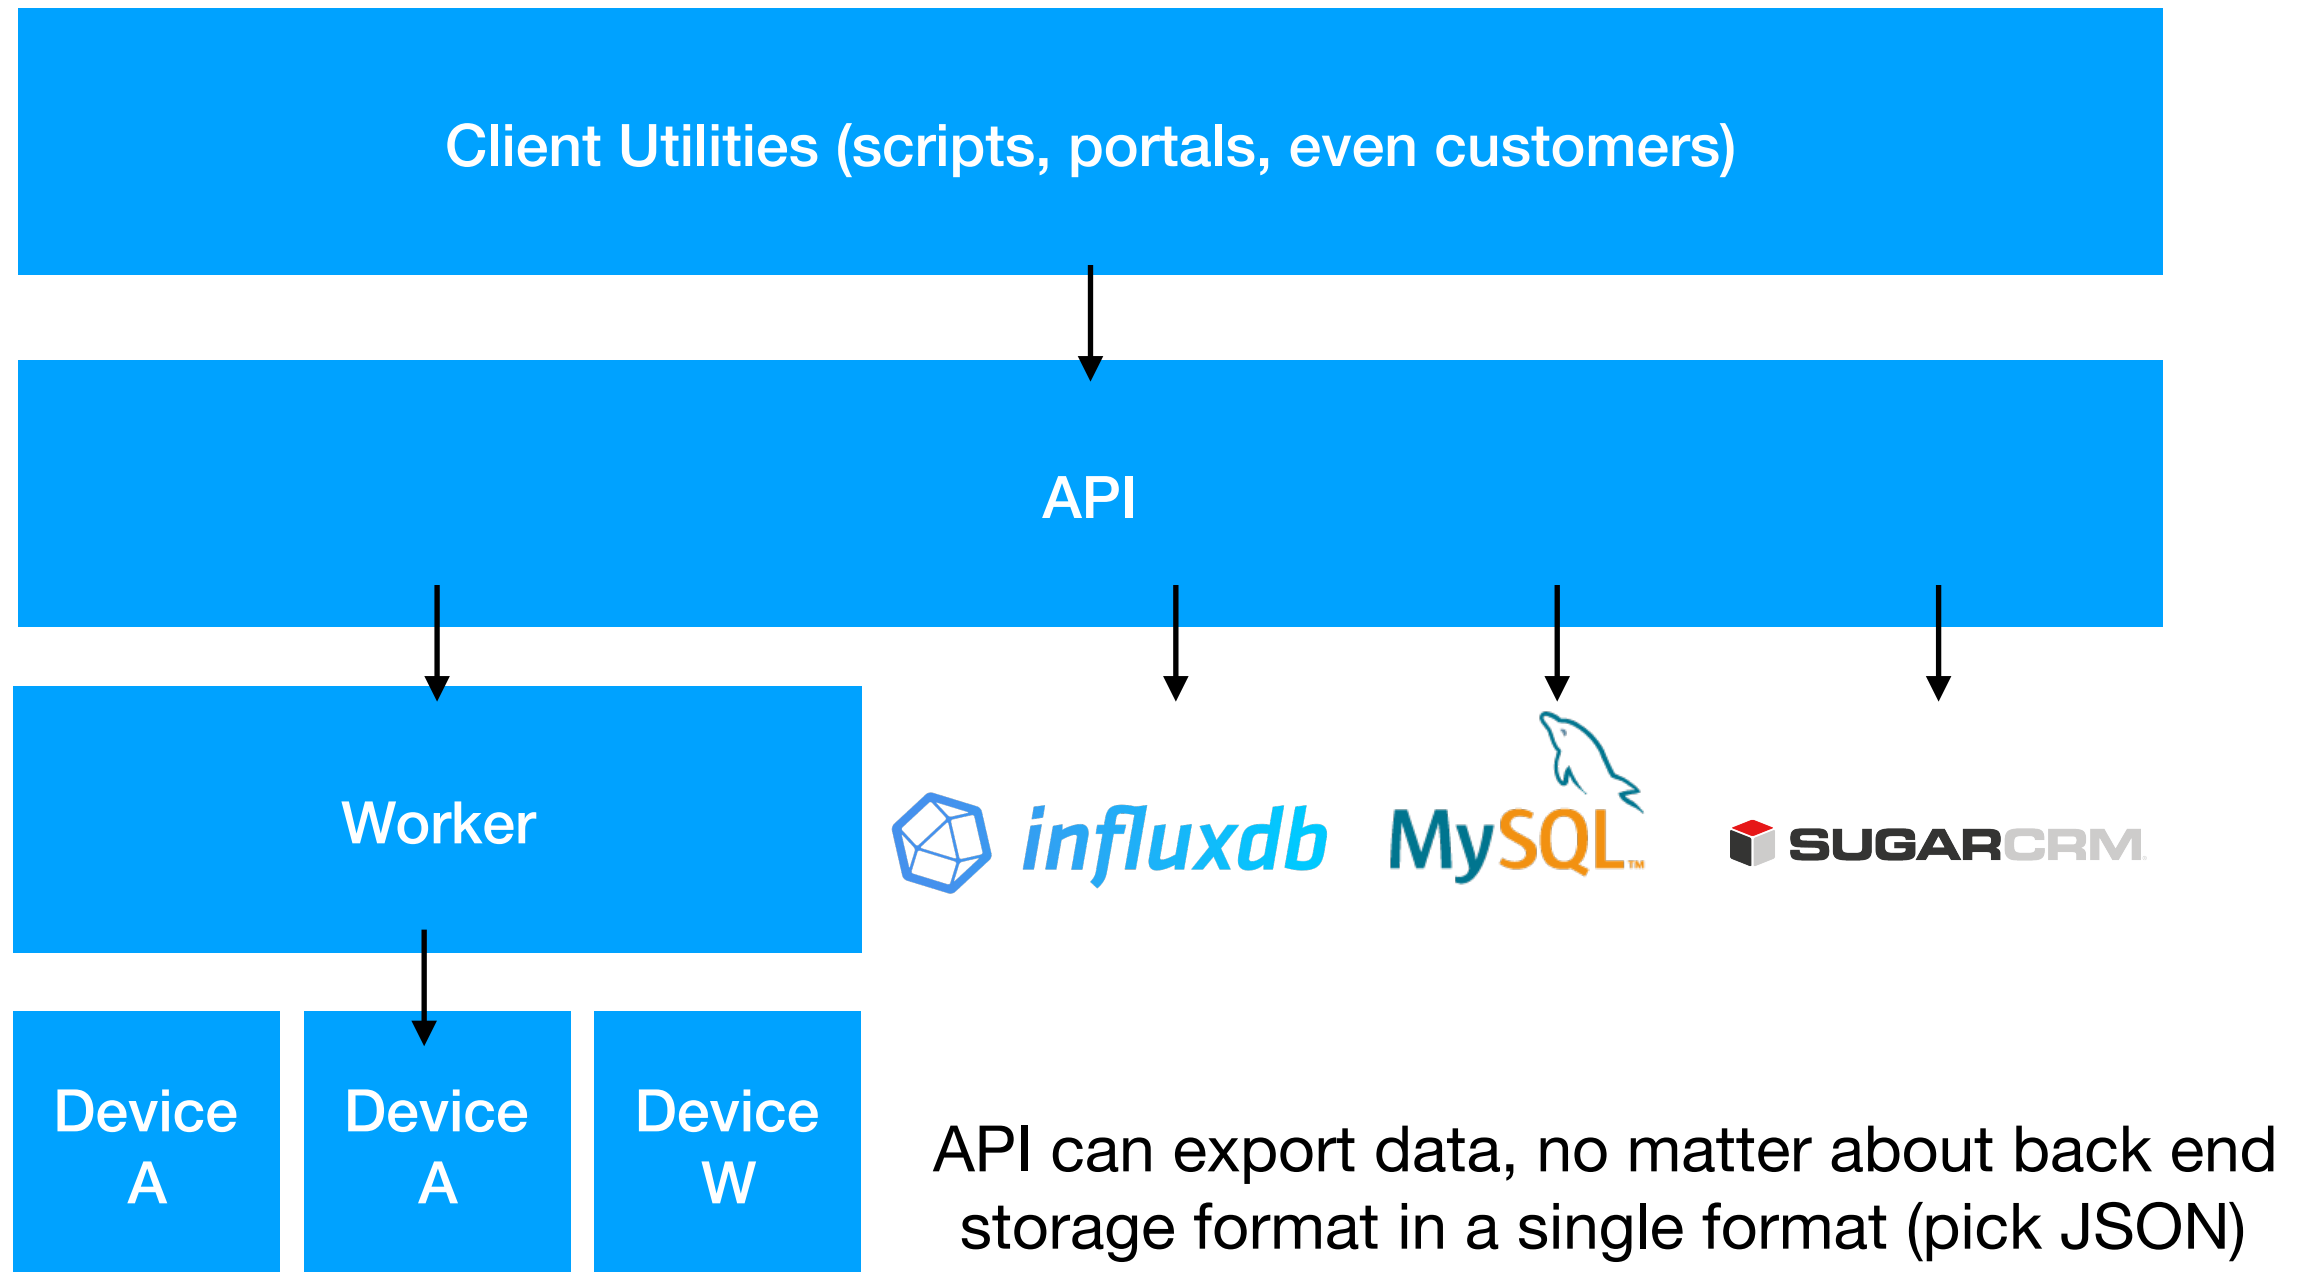 Client Utilities (scripts, portals, even customers)
API
Worker
influxdb
MySQL™
SUGARCRM
Device
A
Device
A
Device
W
API can export data, no matter about back end
storage format in a single format (pick JSON)